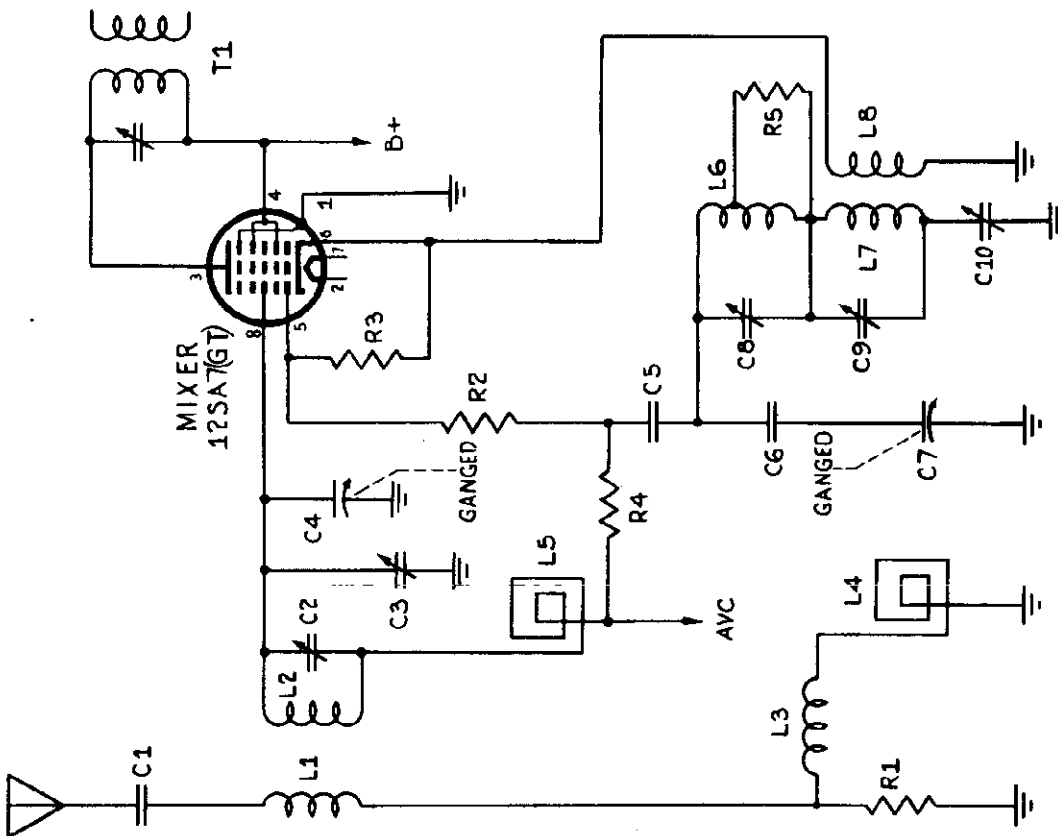 T1
B+
4
1
3
6
7
2
8
5
MIXER
12SA7(GT)
R3
R2
C4
GANGED
C3
C2
L2
L5
R4
AVC
C5
C6
GANGED
C7
C8
C9
L6
R5
L7
L8
C10
C1
L1
L3
L4
R1